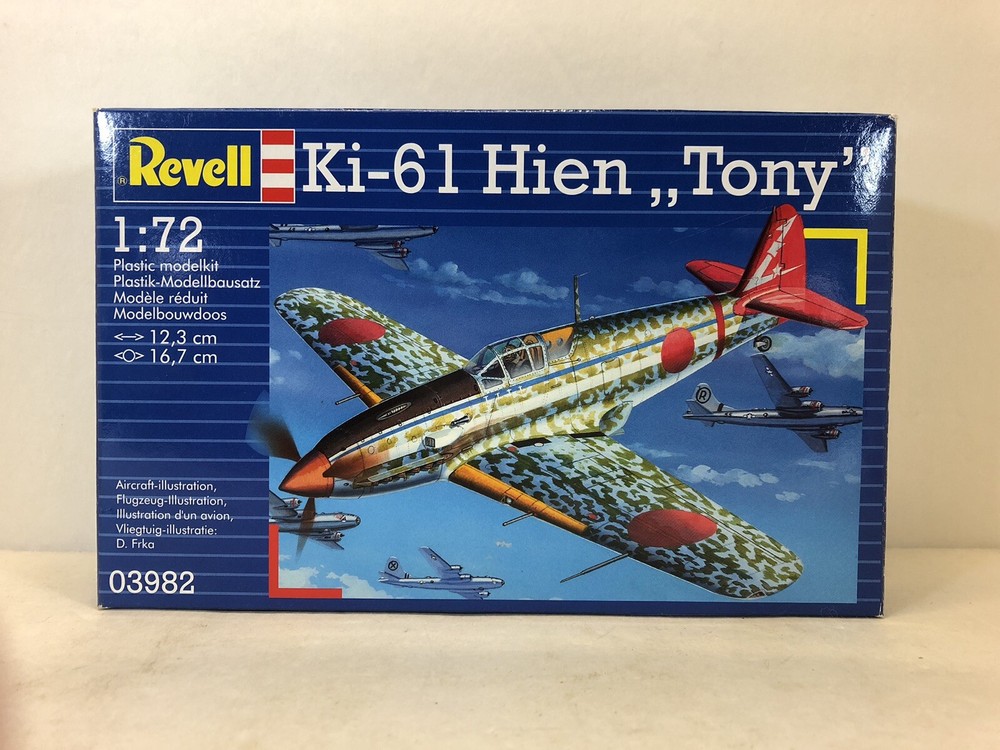 ® Revell
Ki-61 Hien „Tony”
1:72
Plastic modelkit
Plastik-Modellbausatz
Modèle réduit
Modelbouwdoos
<–> 12,3 cm
<O> 16,7 cm
R
Aircraft-illustration,
Flugzeug-Illustration,
Illustration d'un avion,
Vliegtuig-illustratie:
D. Frka
03982